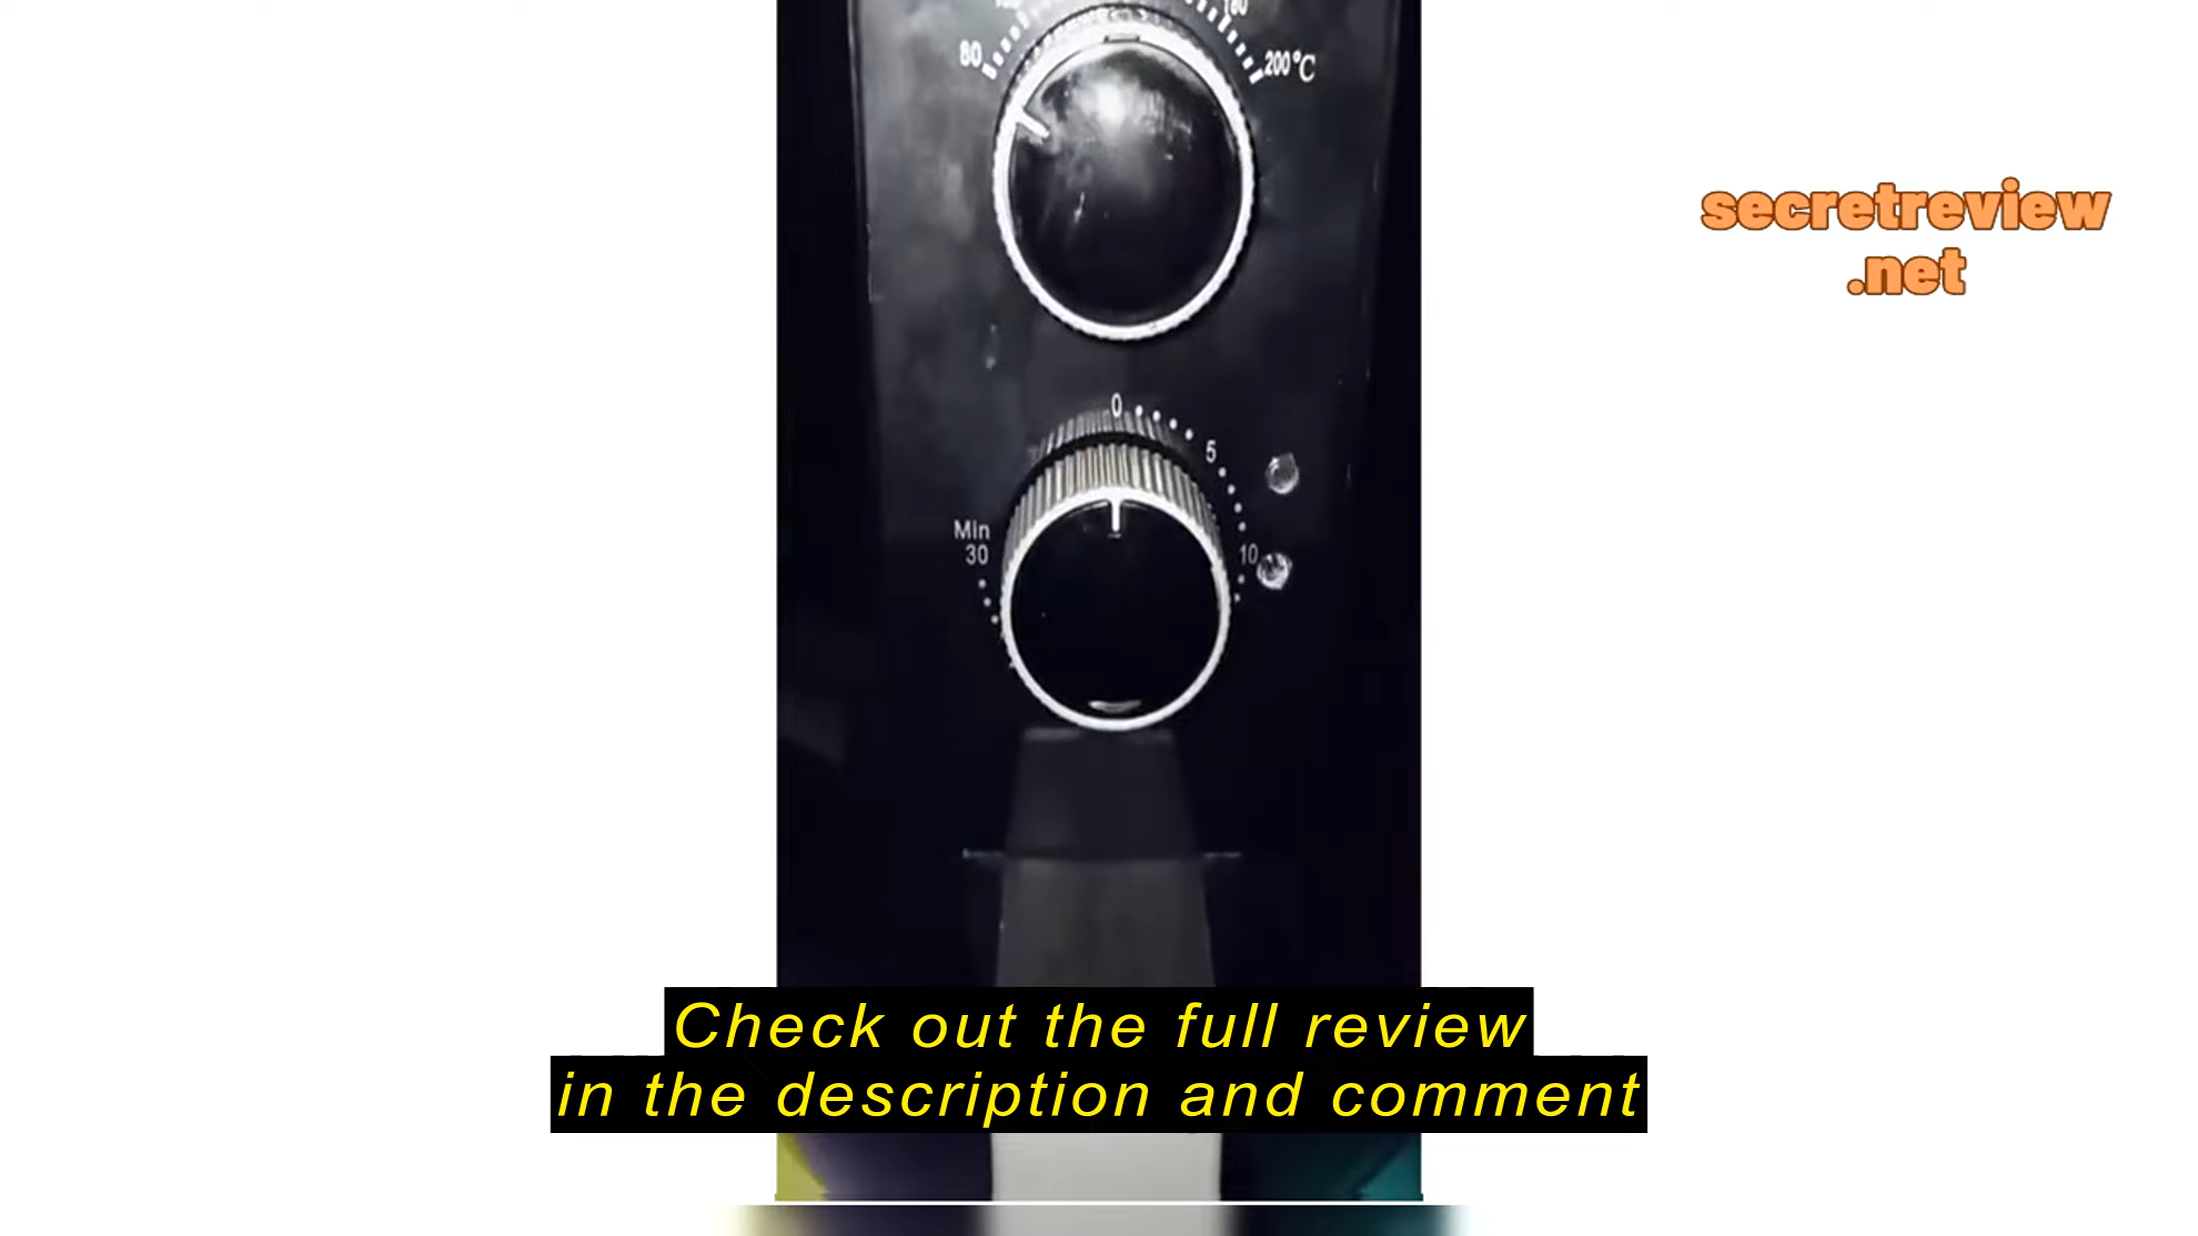 80
180
200°C
secretreview
.net
0
5
Min
30
10
Check out the full review
in the description and comment